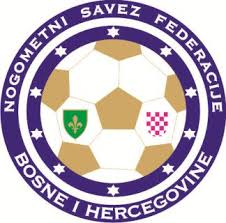 NOGOMETNI SAVEZ FEDERACIJE
BOSNE I HERCEGOVINE